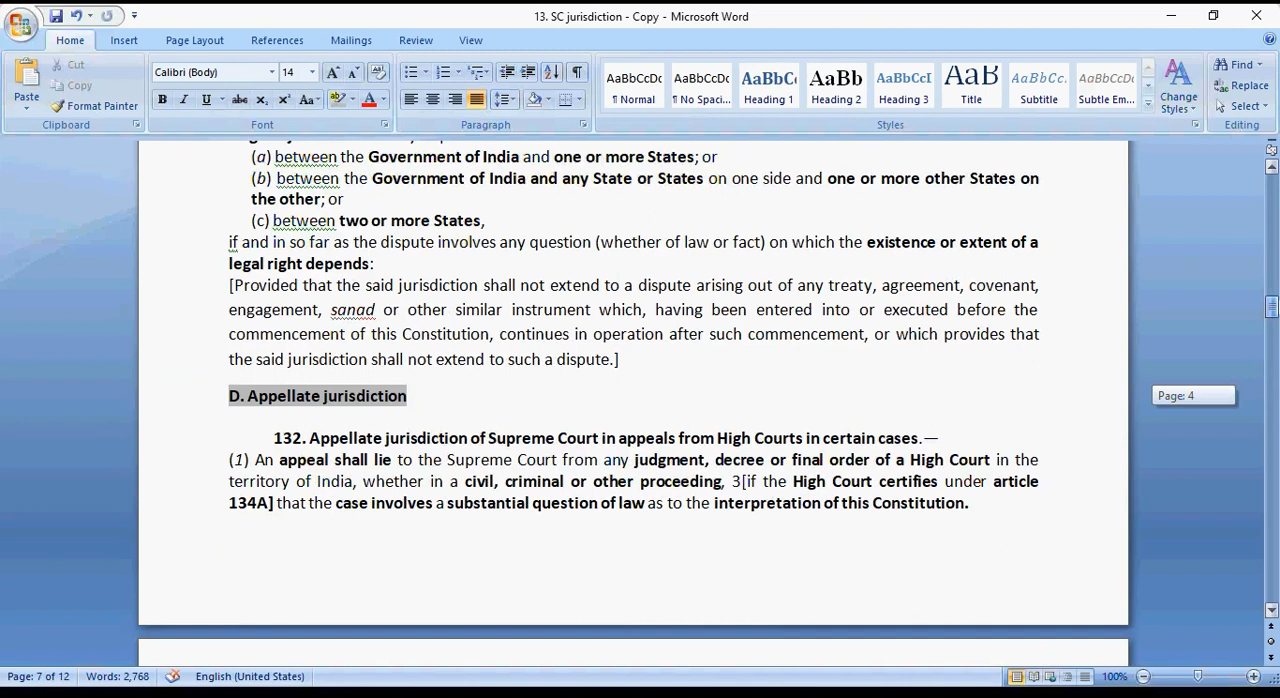 13. SC jurisdiction - Copy - Microsoft Word
Home Insert Page Layout References Mailings Review View
Paste
Cut
Copy
Format Painter
Clipboard
Calibri (Body) 14
Font
Paragraph
AaBbCcDc AaBbCcDc AaBbC AaBb AaBbCcI AaB AaBbCc. AaBbCcDc
¶ Normal ¶ No Spaci... Heading 1 Heading 2 Heading 3 Title Subtitle Subtle Em...
Change Styles
Styles
Find
Replace
Select
Editing
(a) between the Government of India and one or more States; or
(b) between the Government of India and any State or States on one side and one or more other States on
the other; or
(c) between two or more States,
if and in so far as the dispute involves any question (whether of law or fact) on which the existence or extent of a
legal right depends:
[Provided that the said jurisdiction shall not extend to a dispute arising out of any treaty, agreement, covenant,
engagement, sanad or other similar instrument which, having been entered into or executed before the
commencement of this Constitution, continues in operation after such commencement, or which provides that
the said jurisdiction shall not extend to such a dispute.]
D. Appellate jurisdiction
Page: 4
132. Appellate jurisdiction of Supreme Court in appeals from High Courts in certain cases.—
(1) An appeal shall lie to the Supreme Court from any judgment, decree or final order of a High Court in the
territory of India, whether in a civil, criminal or other proceeding, 3[if the High Court certifies under article
134A] that the case involves a substantial question of law as to the interpretation of this Constitution.
Page: 7 of 12 Words: 2,768 English (United States) 100%